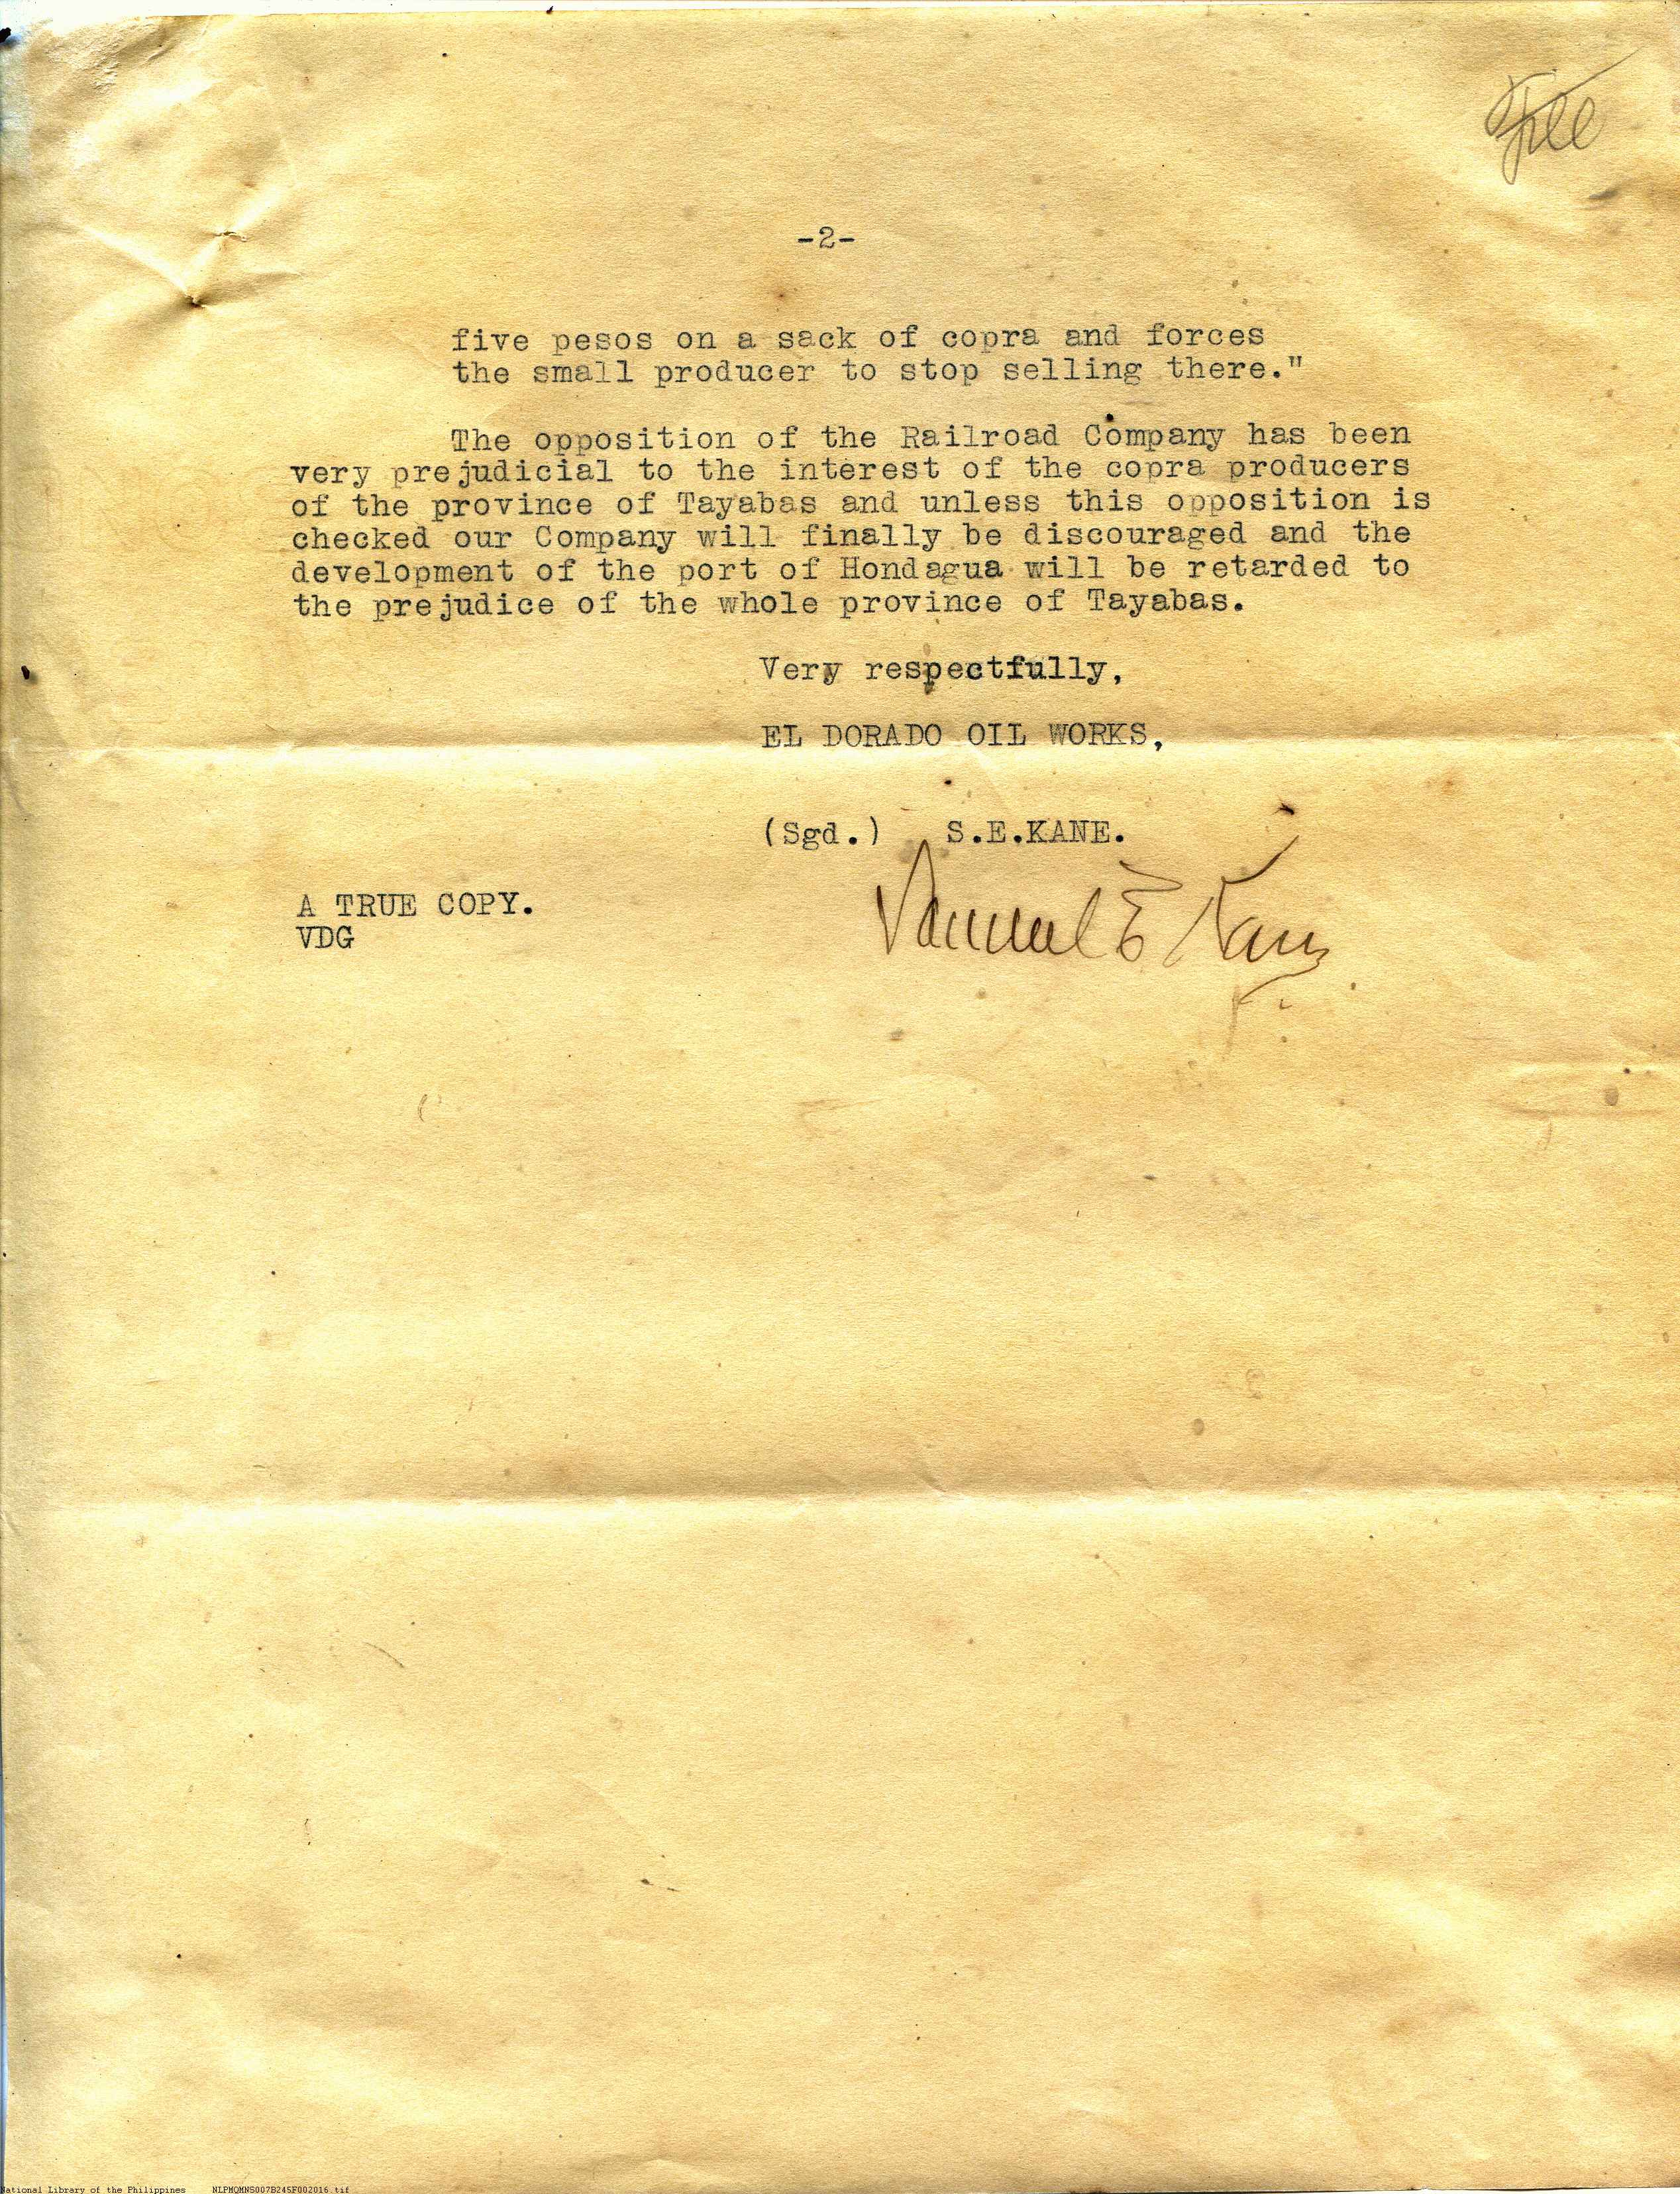 File
-2-
five pesos on a sack of copra and forces
the small producer to stop selling there."
The opposition of the Railroad Company has been
very prejudicial to the interest of the copra producers
of the province of Tayabas and unless this opposition is
checked our Company will finally be discouraged and the
development of the port of Hondagua will be retarded to
the prejudice of the whole province of Tayabas.
Very respectfully,
EL DORADO OIL WORKS,
(Sgd.) S.E.KANE.
Samuel E Kane
A TRUE COPY.
VDG
National Library of the Philippines NLPMQMNS007B245F002016.tif